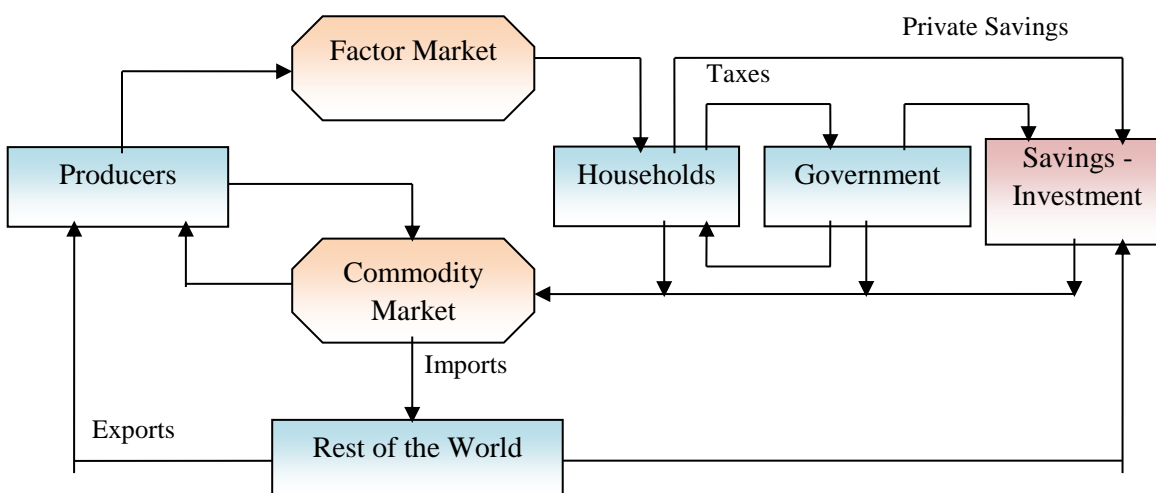 Private Savings
Factor Market
Taxes
Producers
Households
Government
Savings -
Investment
Commodity
Market
Imports
Exports
Rest of the World